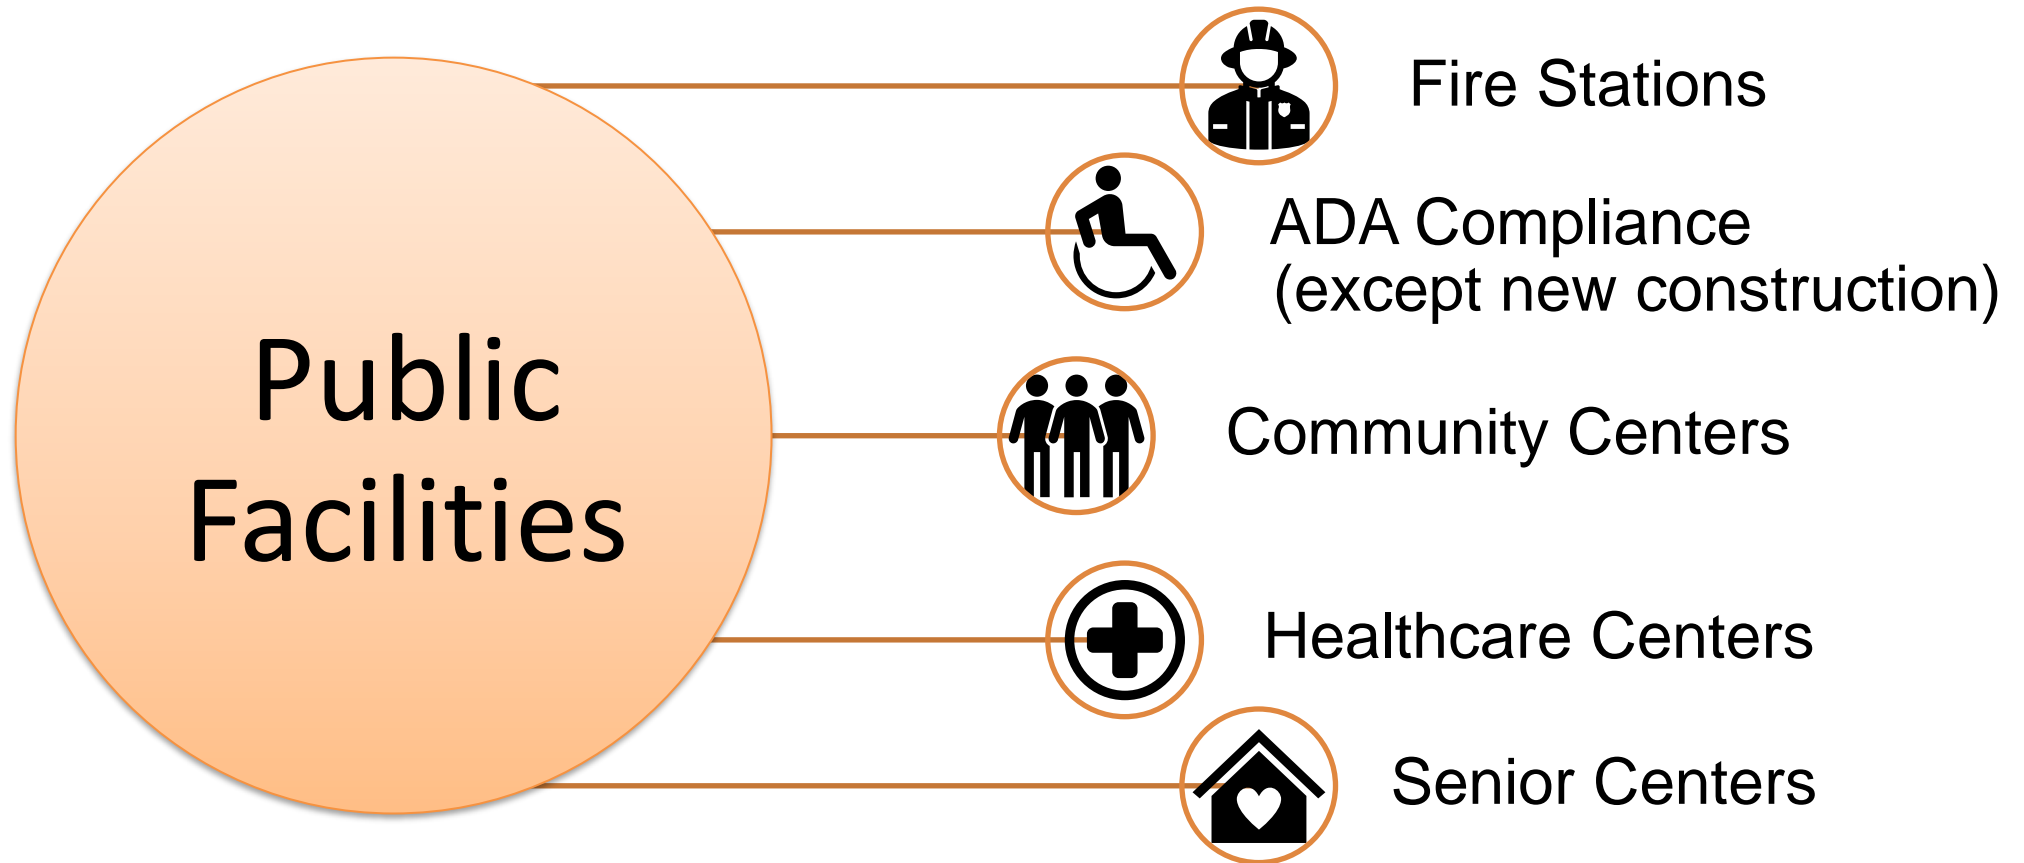 Public
Facilities
Fire Stations
ADA Compliance
(except new construction)
Community Centers
Healthcare Centers
Senior Centers